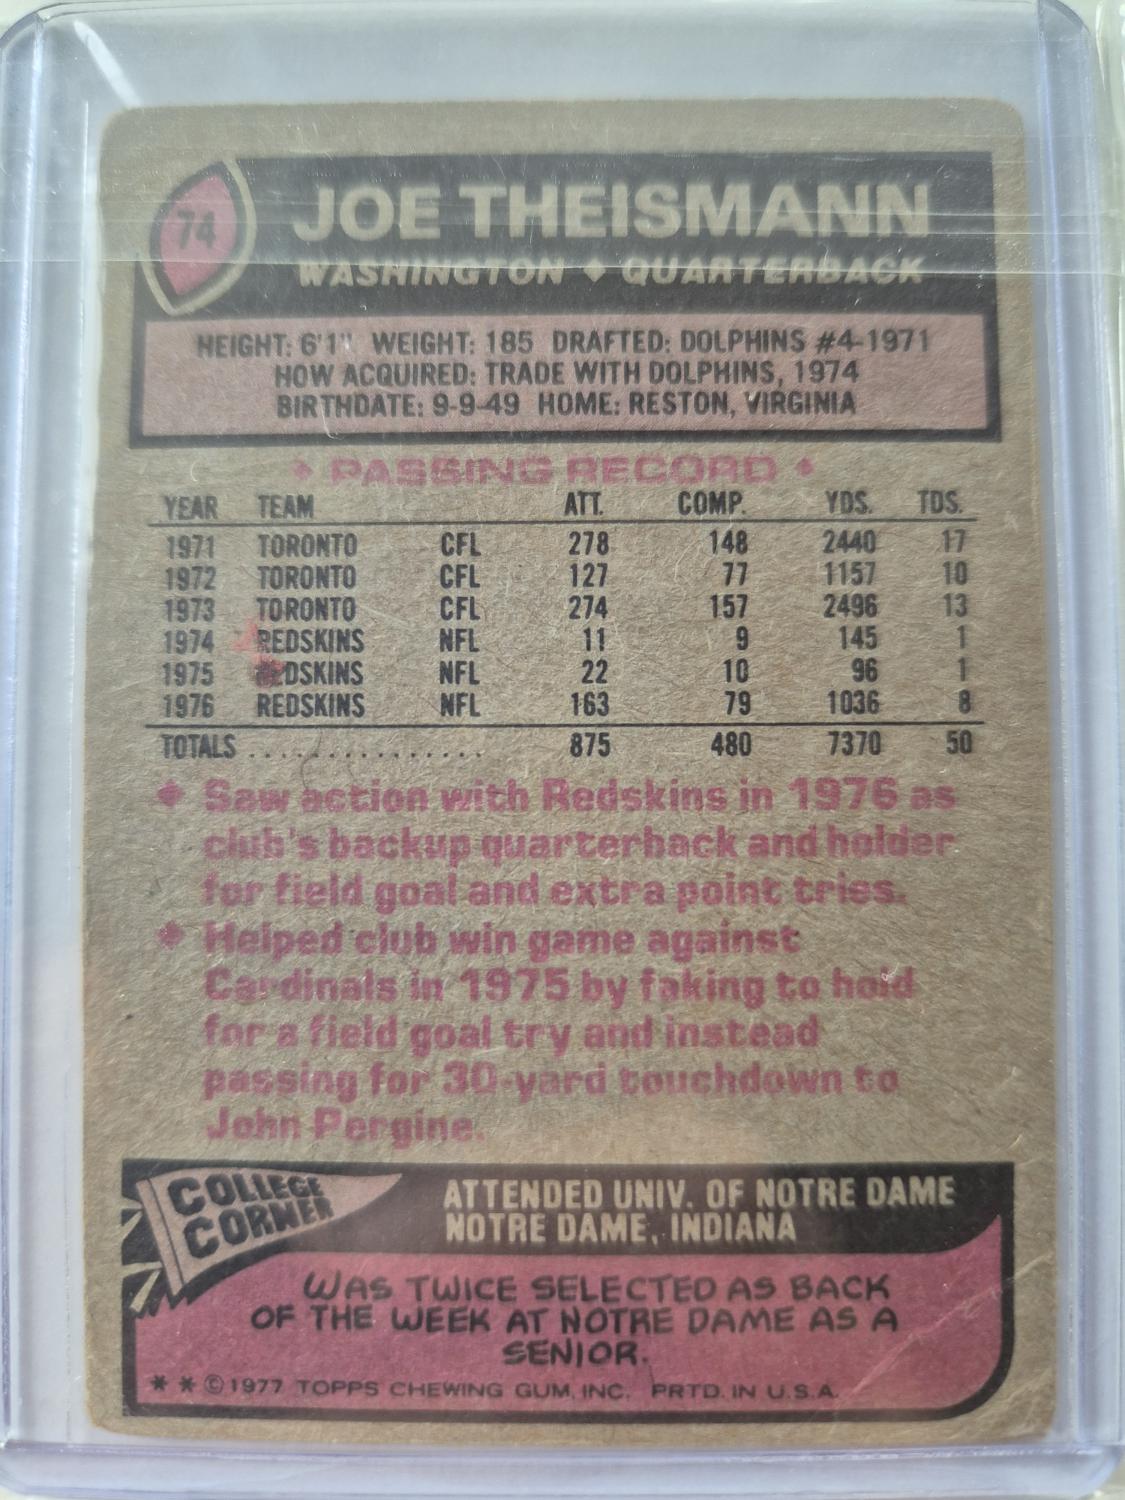 74
JOE THEISMANN
WASHINGTON ♦ QUARTERBACK
HEIGHT: 6'1" WEIGHT: 185 DRAFTED: DOLPHINS #4-1971
HOW ACQUIRED: TRADE WITH DOLPHINS, 1974
BIRTHDATE: 9-9-49 HOME: RESTON, VIRGINIA
♦ PASSING RECORD ♦
YEAR TEAM ATT. COMP. YDS. TDS.
1971 TORONTO CFL 278 148 2440 17
1972 TORONTO CFL 127 77 1157 10
1973 TORONTO CFL 274 157 2496 13
1974 REDSKINS NFL 11 9 145 1
1975 REDSKINS NFL 22 10 96 1
1976 REDSKINS NFL 163 79 1036 8
TOTALS ............... 875 480 7370 50
♦ Saw action with Redskins in 1976 as
club's backup quarterback and holder
for field goal and extra point tries.
♦ Helped club win game against
Cardinals in 1975 by faking to hold
for a field goal try and instead
passing for 30-yard touchdown to
John Pergine.
COLLEGE
CORNER
ATTENDED UNIV. OF NOTRE DAME
NOTRE DAME, INDIANA
WAS TWICE SELECTED AS BACK
OF THE WEEK AT NOTRE DAME AS A
SENIOR.
* * © 1977 TOPPS CHEWING GUM, INC. PRTD. IN U.S.A.